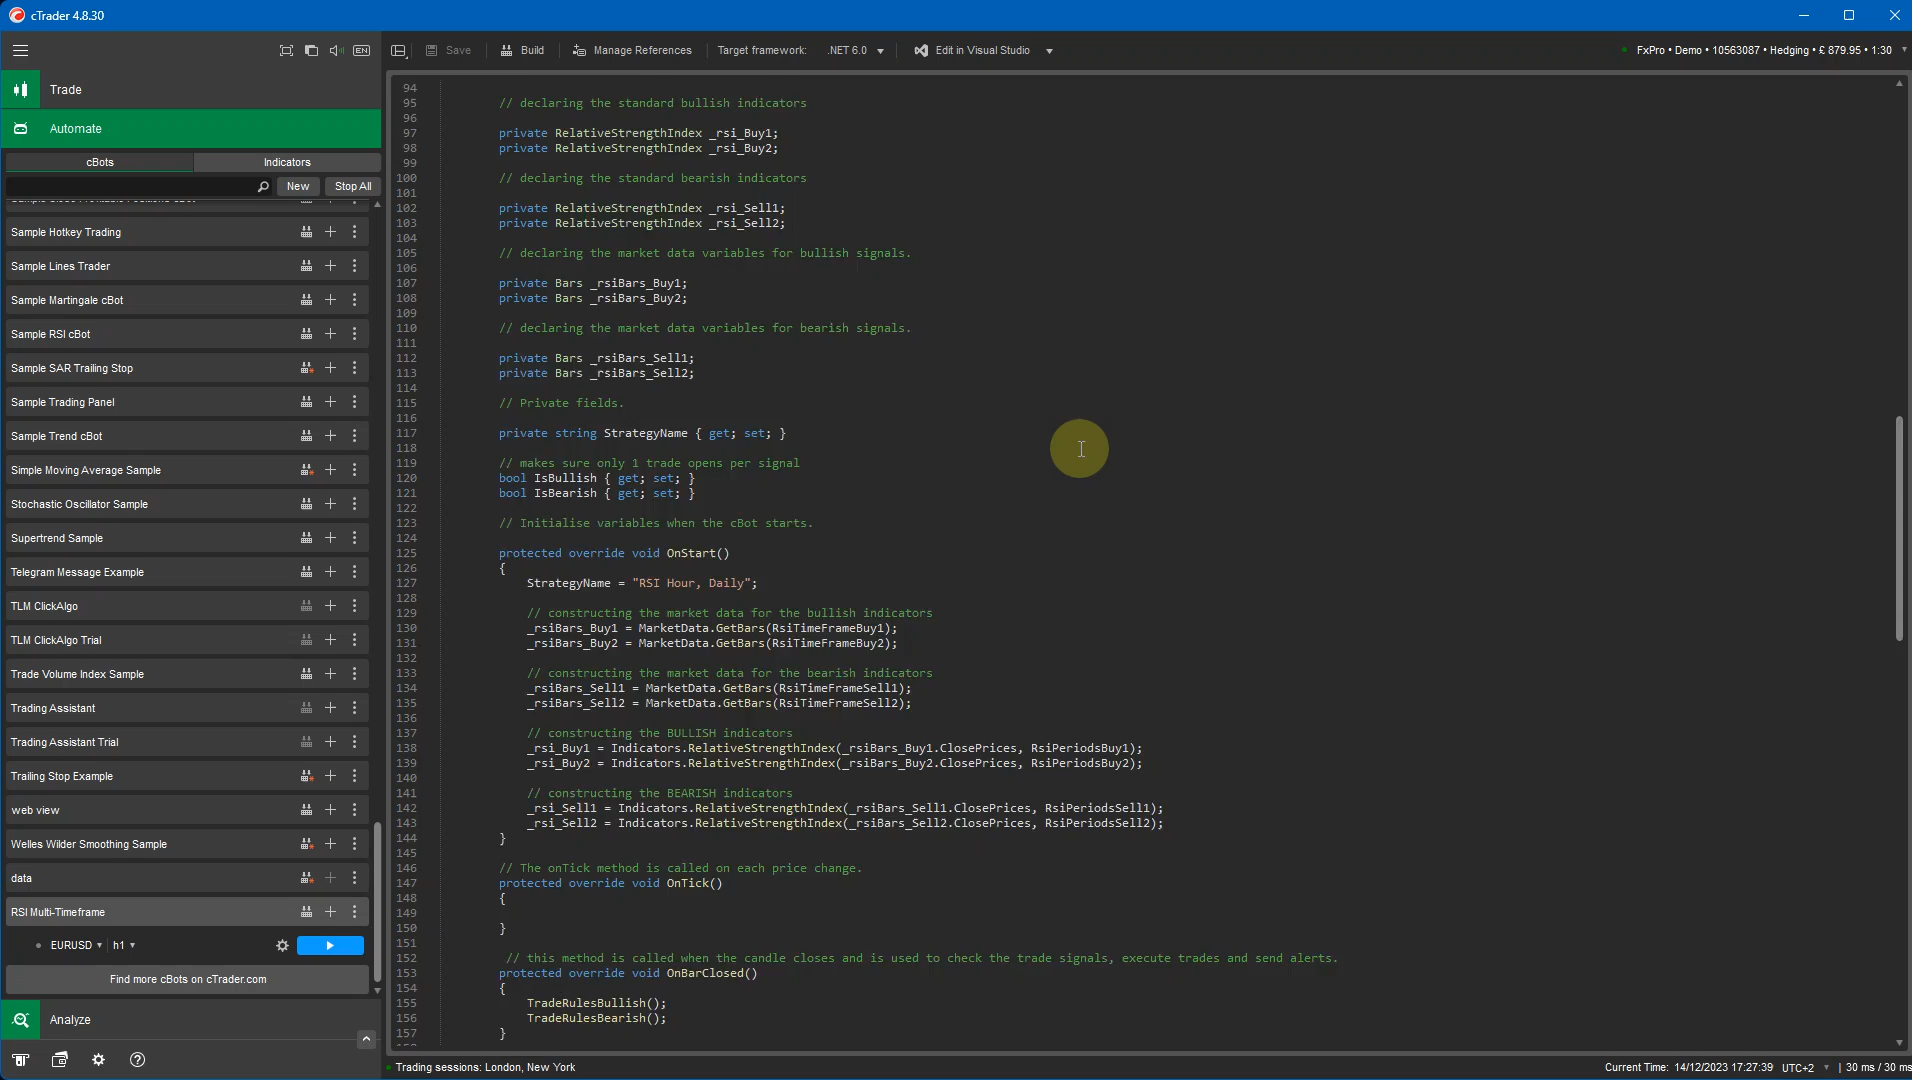 cTrader 4.8.30
EN
Save
Build
Manage References
Target framework:
.NET 6.0
Edit in Visual Studio
FxPro • Demo • 10563087 • Hedging • £ 879.95 • 1:30
Trade
Automate
cBots
Indicators
New
Stop All
Sample Hotkey Trading
Sample Lines Trader
Sample Martingale cBot
Sample RSI cBot
Sample SAR Trailing Stop
Sample Trading Panel
Sample Trend cBot
Simple Moving Average Sample
Stochastic Oscillator Sample
Supertrend Sample
Telegram Message Example
TLM ClickAlgo
TLM ClickAlgo Trial
Trade Volume Index Sample
Trading Assistant
Trading Assistant Trial
Trailing Stop Example
web view
Welles Wilder Smoothing Sample
data
RSI Multi-Timeframe
EURUSD h1
Find more cBots on cTrader.com
Analyze
94
95 // declaring the standard bullish indicators
96
97 private RelativeStrengthIndex _rsi_Buy1;
98 private RelativeStrengthIndex _rsi_Buy2;
99
100 // declaring the standard bearish indicators
101
102 private RelativeStrengthIndex _rsi_Sell1;
103 private RelativeStrengthIndex _rsi_Sell2;
104
105 // declaring the market data variables for bullish signals.
106
107 private Bars _rsiBars_Buy1;
108 private Bars _rsiBars_Buy2;
109
110 // declaring the market data variables for bearish signals.
111
112 private Bars _rsiBars_Sell1;
113 private Bars _rsiBars_Sell2;
114
115 // Private fields.
116
117 private string StrategyName { get; set; }
118
119 // makes sure only 1 trade opens per signal
120 bool IsBullish { get; set; }
121 bool IsBearish { get; set; }
122
123 // Initialise variables when the cBot starts.
124
125 protected override void OnStart()
126 {
127 StrategyName = "RSI Hour, Daily";
128
129 // constructing the market data for the bullish indicators
130 _rsiBars_Buy1 = MarketData.GetBars(RsiTimeFrameBuy1);
131 _rsiBars_Buy2 = MarketData.GetBars(RsiTimeFrameBuy2);
132
133 // constructing the market data for the bearish indicators
134 _rsiBars_Sell1 = MarketData.GetBars(RsiTimeFrameSell1);
135 _rsiBars_Sell2 = MarketData.GetBars(RsiTimeFrameSell2);
136
137 // constructing the BULLISH indicators
138 _rsi_Buy1 = Indicators.RelativeStrengthIndex(_rsiBars_Buy1.ClosePrices, RsiPeriodsBuy1);
139 _rsi_Buy2 = Indicators.RelativeStrengthIndex(_rsiBars_Buy2.ClosePrices, RsiPeriodsBuy2);
140
141 // constructing the BEARISH indicators
142 _rsi_Sell1 = Indicators.RelativeStrengthIndex(_rsiBars_Sell1.ClosePrices, RsiPeriodsSell1);
143 _rsi_Sell2 = Indicators.RelativeStrengthIndex(_rsiBars_Sell2.ClosePrices, RsiPeriodsSell2);
144 }
145
146 // The onTick method is called on each price change.
147 protected override void OnTick()
148 {
149
150 }
151
152 // this method is called when the candle closes and is used to check the trade signals, execute trades and send alerts.
153 protected override void OnBarClosed()
154 {
155 TradeRulesBullish();
156 TradeRulesBearish();
157 }
Trading sessions: London, New York
Current Time: 14/12/2023 17:27:39 UTC+2 | 30 ms / 30 ms